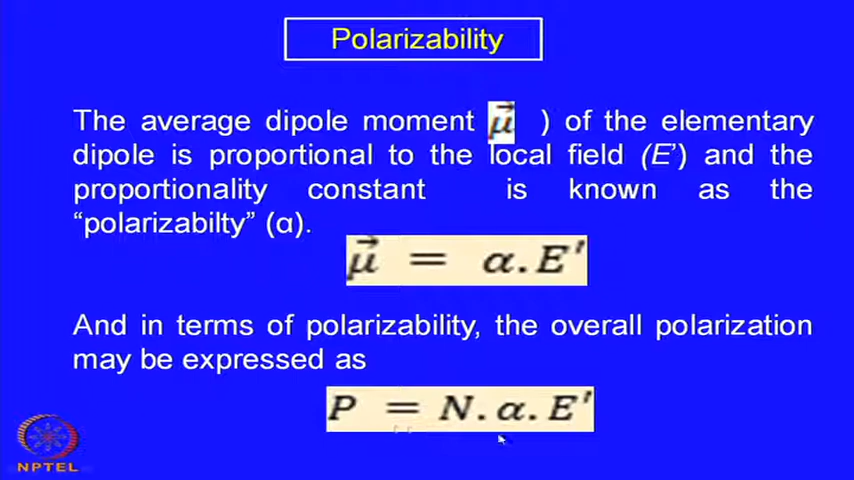 Polarizability
The average dipole moment μ⃗ ) of the elementary
dipole is proportional to the local field (E’) and the
proportionality constant is known as the
“polarizabilty” (α).
μ⃗ = α.E′
And in terms of polarizability, the overall polarization
may be expressed as
P = N.α.E′
NPTEL